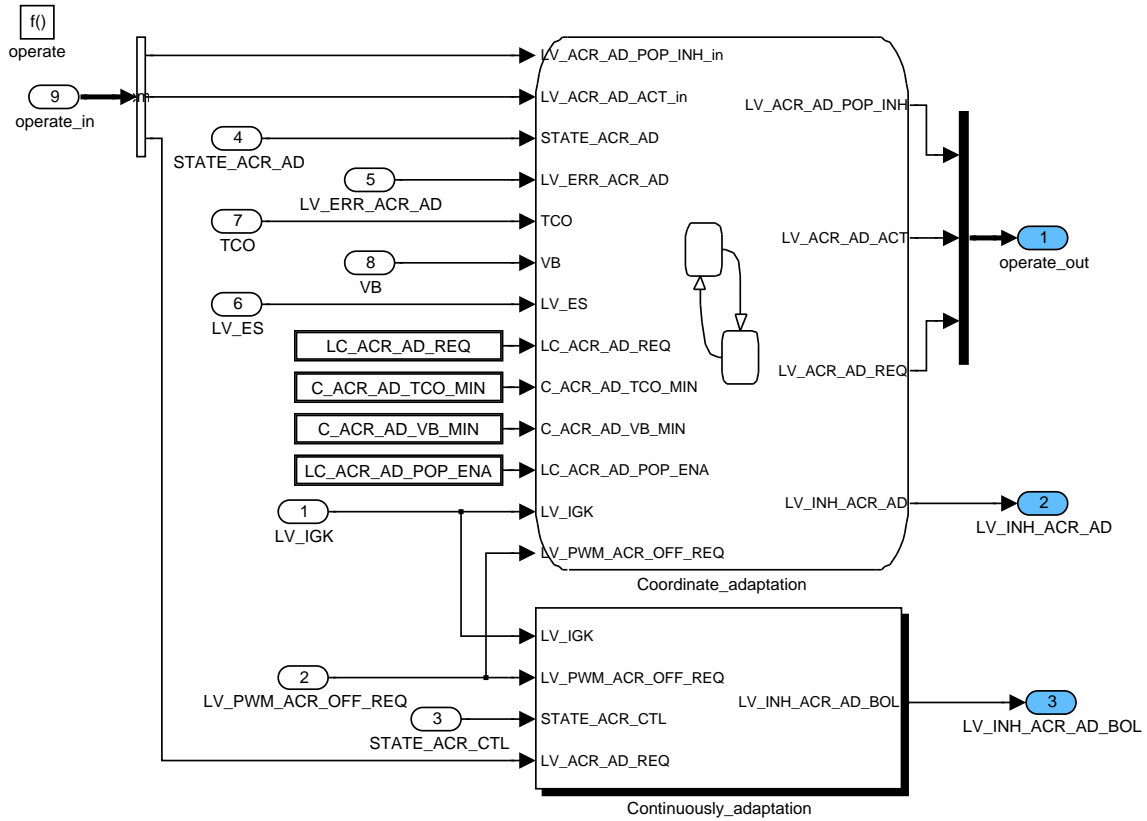 f()
operate
9
operate_in
m
4
STATE_ACR_AD
5
LV_ERR_ACR_AD
7
TCO
8
VB
6
LV_ES
LC_ACR_AD_REQ
C_ACR_AD_TCO_MIN
C_ACR_AD_VB_MIN
LC_ACR_AD_POP_ENA
1
LV_IGK
2
LV_PWM_ACR_OFF_REQ
3
STATE_ACR_CTL
LV_ACR_AD_POP_INH_in
LV_ACR_AD_ACT_in
STATE_ACR_AD
LV_ERR_ACR_AD
TCO
VB
LV_ES
LC_ACR_AD_REQ
C_ACR_AD_TCO_MIN
C_ACR_AD_VB_MIN
LC_ACR_AD_POP_ENA
LV_IGK
LV_PWM_ACR_OFF_REQ
LV_ACR_AD_POP_INH
LV_ACR_AD_ACT
LV_ACR_AD_REQ
LV_INH_ACR_AD
Coordinate_adaptation
LV_IGK
LV_PWM_ACR_OFF_REQ
STATE_ACR_CTL
LV_ACR_AD_REQ
LV_INH_ACR_AD_BOL
Continuously_adaptation
1
operate_out
2
LV_INH_ACR_AD
3
LV_INH_ACR_AD_BOL